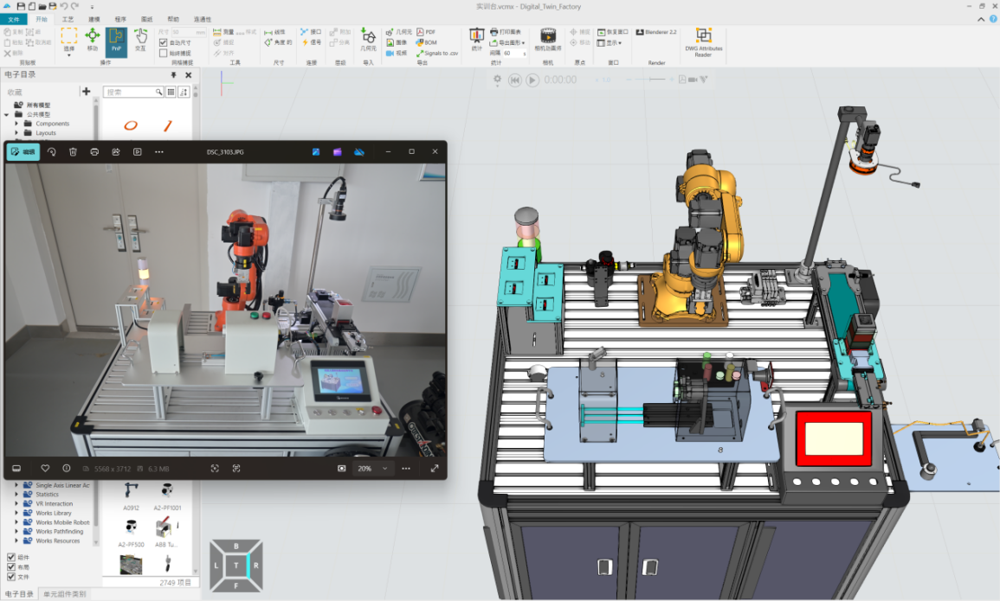 实训台.vcmx - Digital_Twin_Factory
文件 开始 工艺 建模 程序 图纸 帮助 连通性
选择 移动 PnP 交互
操作
尺寸 50 mm
自动尺寸
始终捕捉
网格捕捉
测量
捕捉
对齐
工具
线性
角度的
尺寸
接口
信号
连接
附加
分离
层级
几何元
导入
几何元 PDF
图像 BOM
视频 Signals to .csv
导出
统计
打印图表
导出图形
间隔 60 s
统计
相机动画师
相机
捕捉
移动
原点
恢复窗口
显示
窗口
Blenderer 2.2
Render
DWG Attributes
Reader
复制 组
粘贴 取消组
删除
剪贴板
电子目录
收藏
搜索
所有模型
公共模型
Components
Layouts
0:00:00
编辑 DSC_3103.JPG
5568 x 3712 6.3 MB 20%
Single Axis Linear Ac
Statistics
VR Interaction
Works Library
Works Mobile Robot
Works Pathfinding
Works Resources
A0912 A2-PF1001
A2-PF500 ABB Tu...
组件
布局
文件
2749 项目
电子目录 单元组件类别
B
L T R
F
8
8